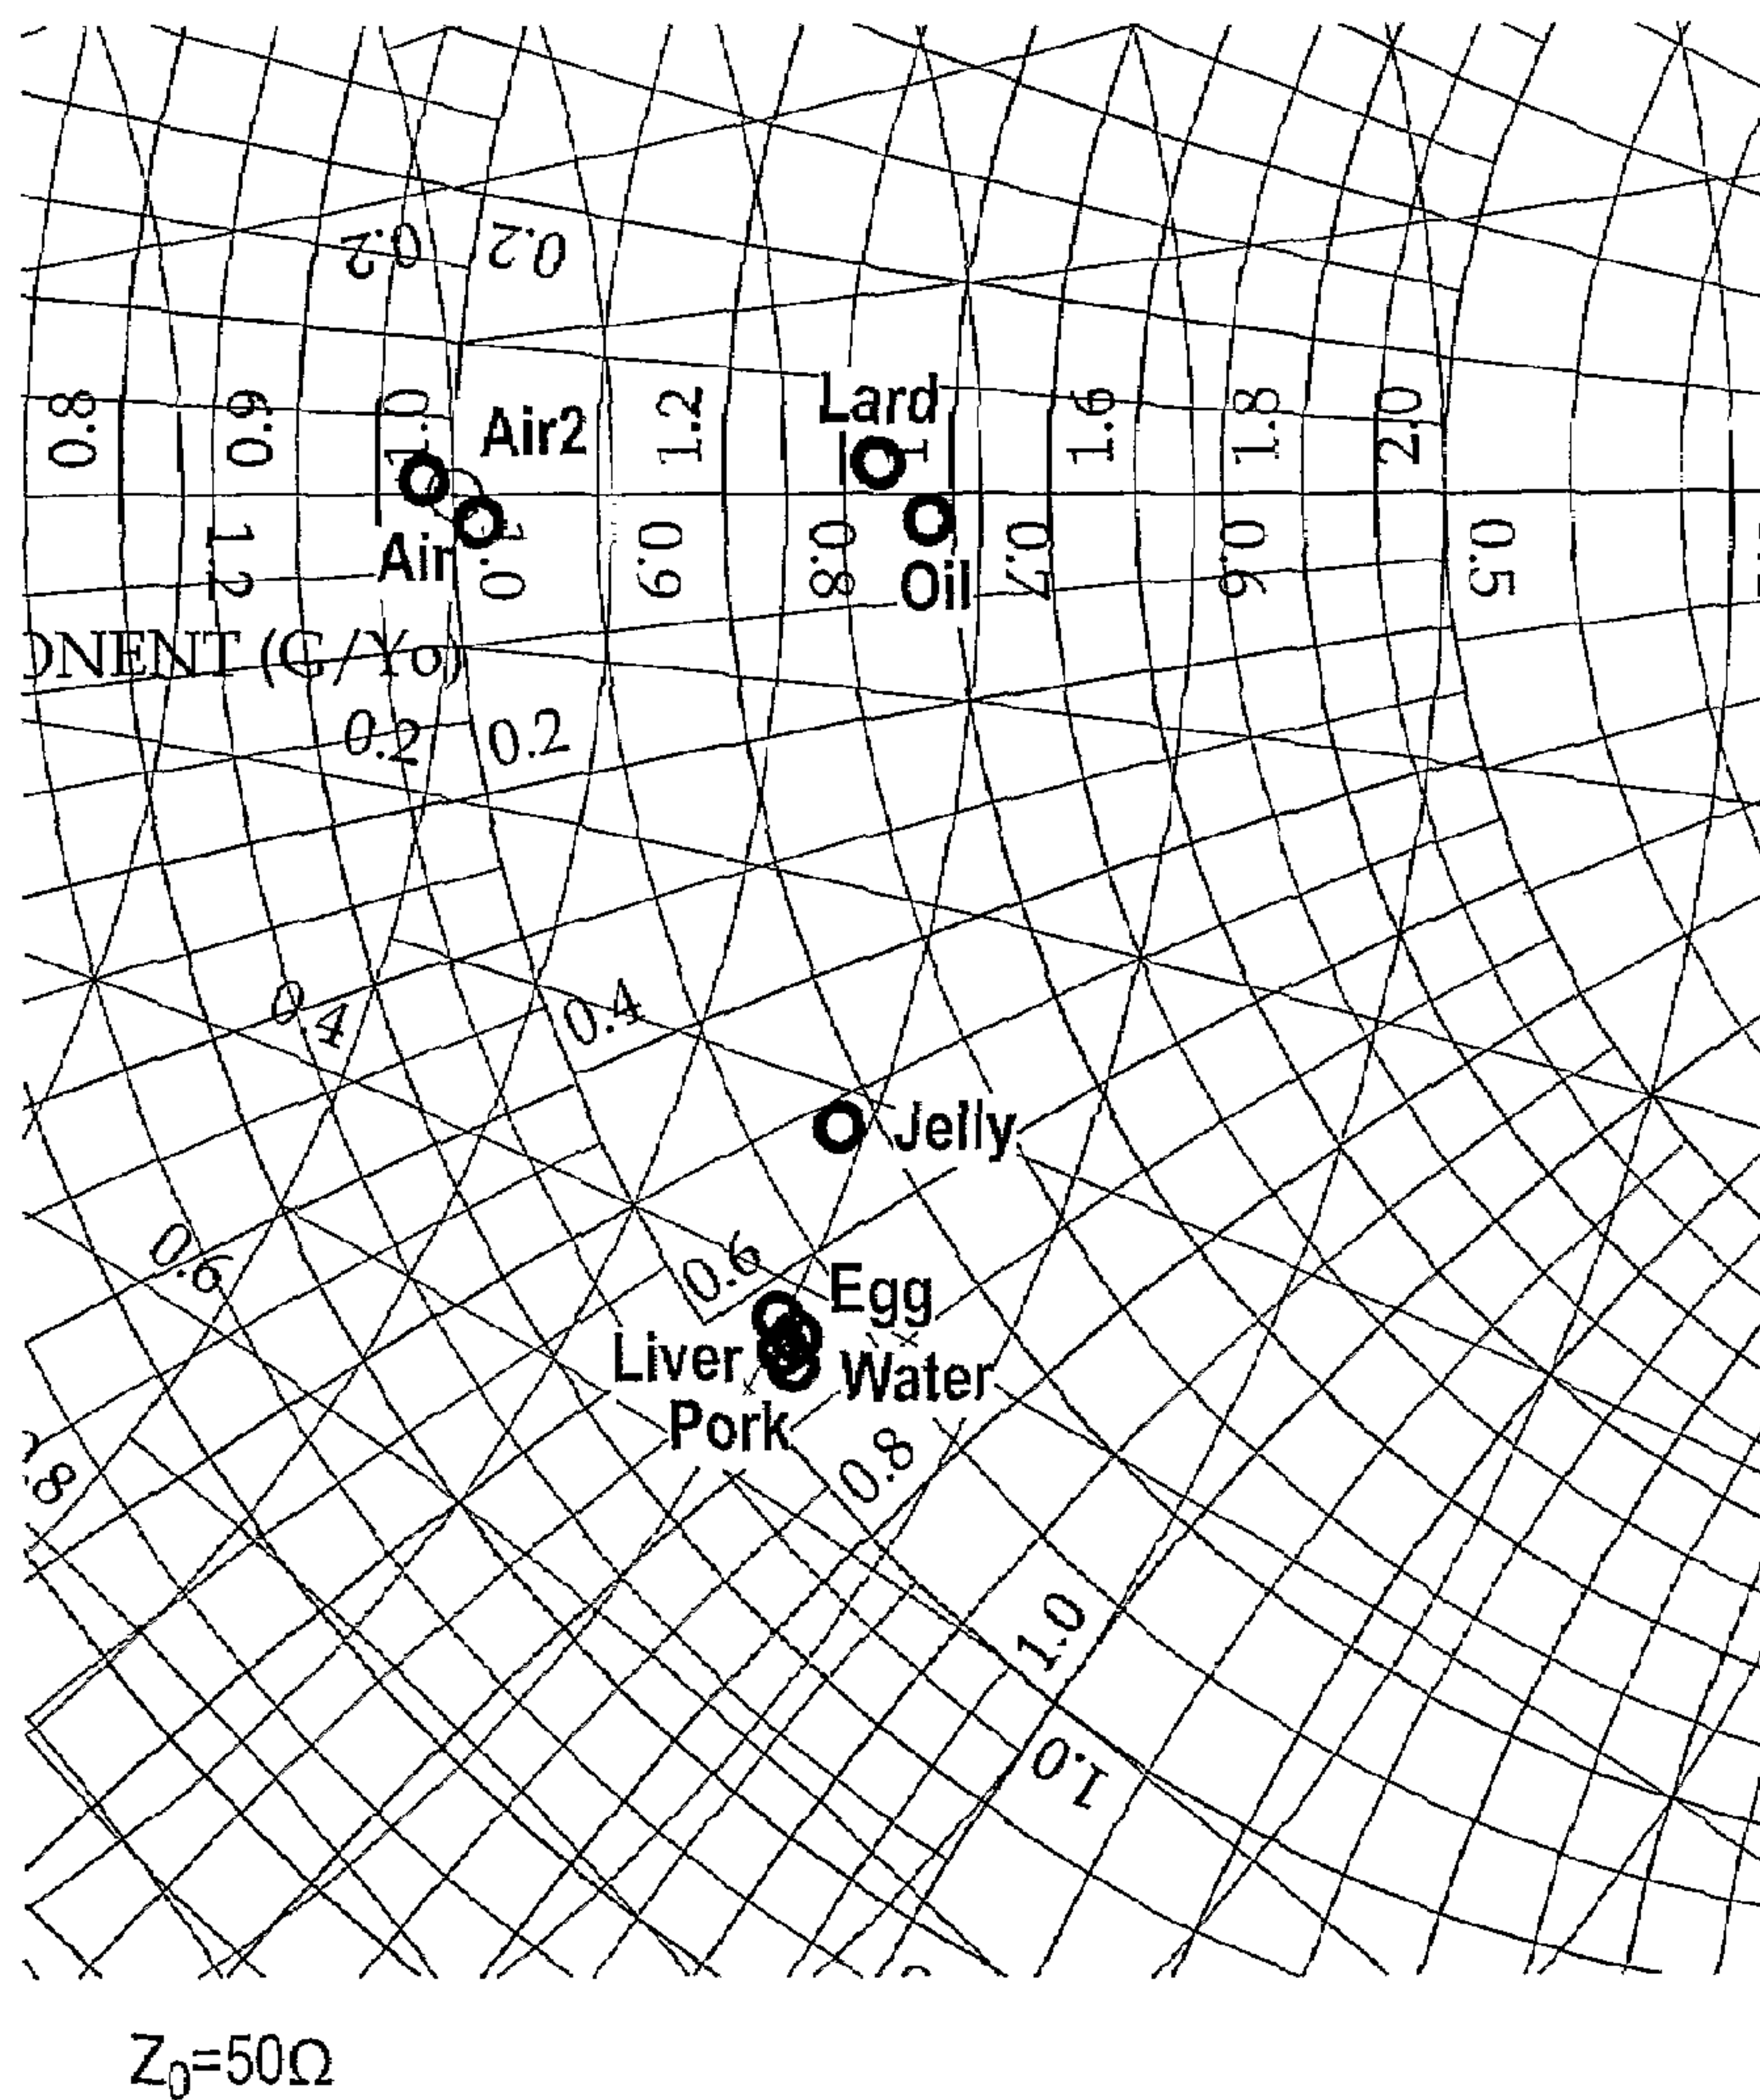 0.2 0.2
0.8 0.9 1.0 Air2 1.2 Lard 1.6 1.8 2.0
1.2 Air 1.0 0.9 0.8 Oil 0.7 0.6 0.5
ONENT (G/Yo)
0.2 0.2
0.4 0.4
Jelly
0.6 0.6 Egg
Liver Water
Pork
0.8
1.0
1.0
Z₀=50Ω